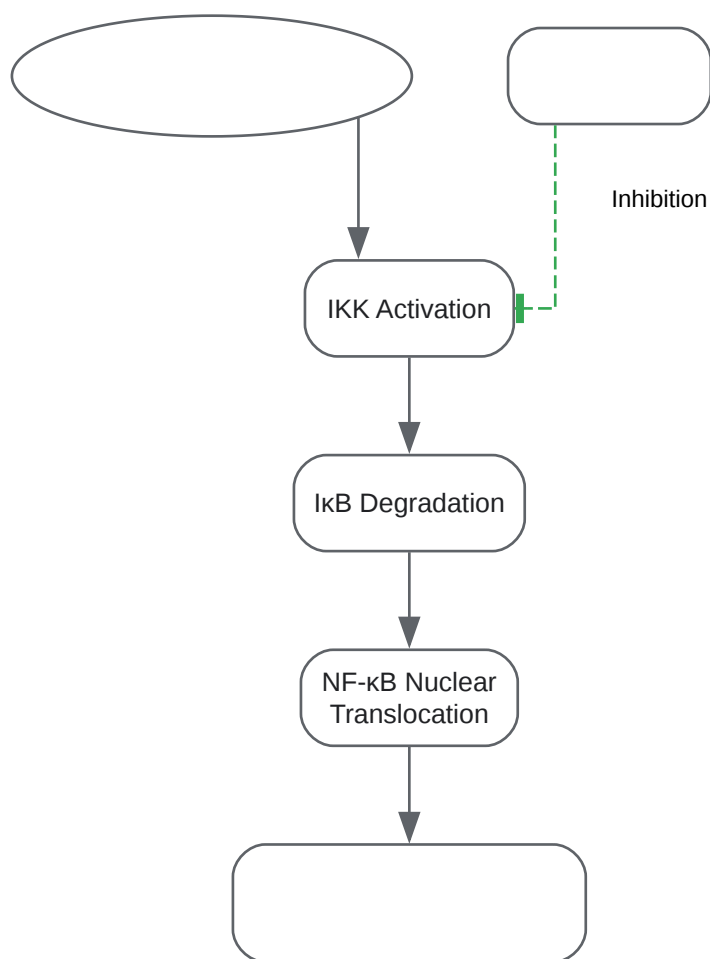 Inhibition
IKK Activation
IκB Degradation
NF-κB Nuclear
Translocation